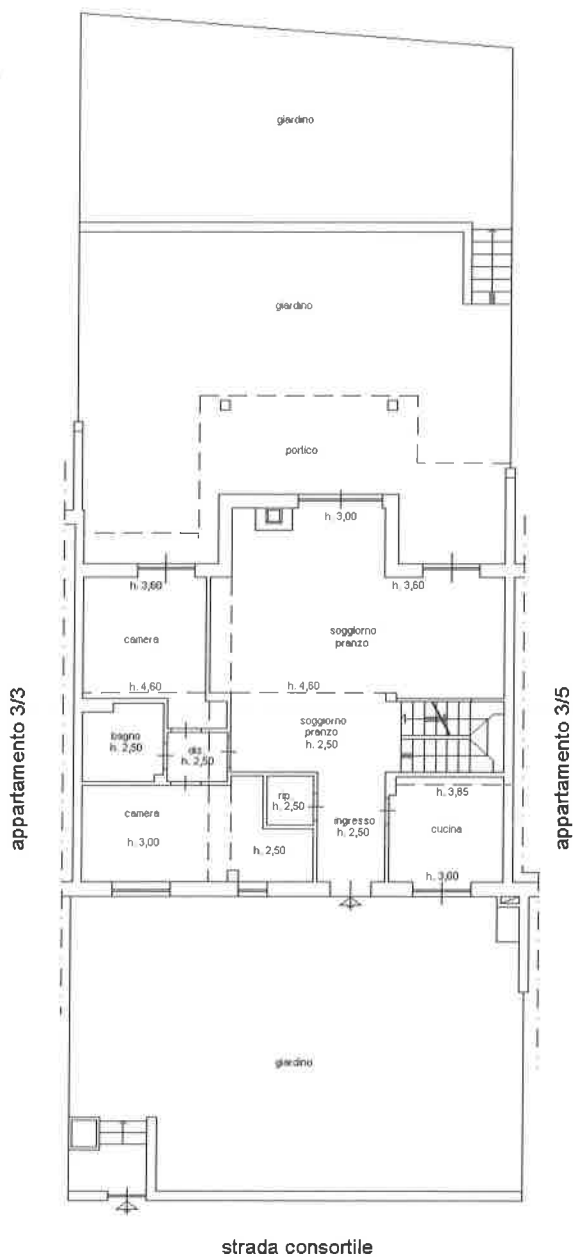 giardino
giardino
portico
h. 3,00
h. 3,60
h. 3,60
camera
soggiorno
pranzo
h. 4,60
h. 4,60
appartamento 3/3
appartamento 3/5
bagno
h. 2,50
dis.
h. 2,50
soggiorno
pranzo
h. 2,50
h. 3,85
rip.
h. 2,50
camera
h. 3,00
ingresso
h. 2,50
cucina
h. 2,50
h. 3,00
giardino
strada consortile